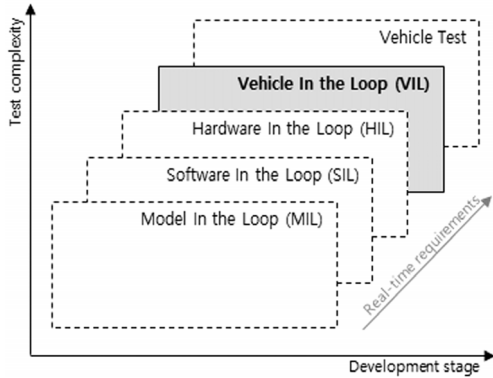 Test complexity
Vehicle Test
Vehicle In the Loop (VIL)
Hardware In the Loop (HIL)
Software In the Loop (SIL)
Model In the Loop (MIL)
Real-time requirements
Development stage